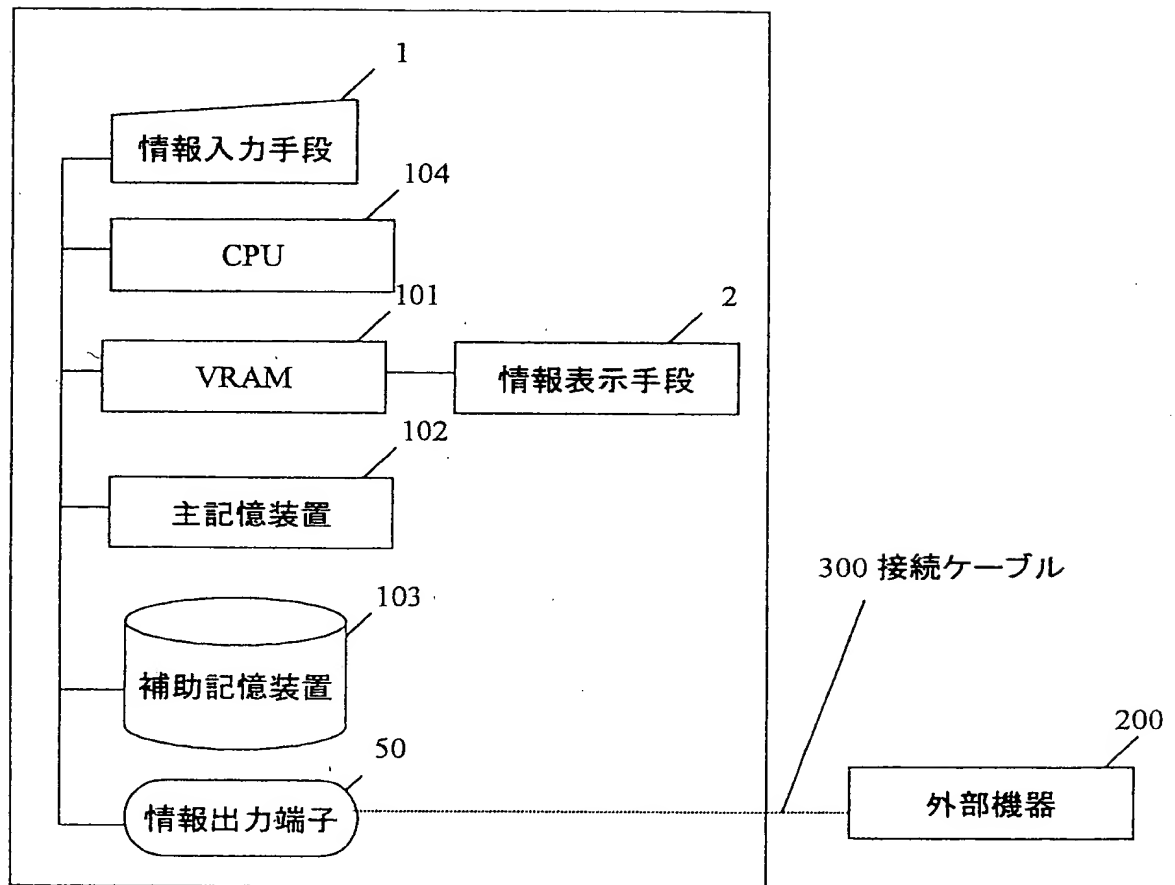 1
情報入力手段
104
CPU
101
VRAM
2
情報表示手段
102
主記憶装置
300 接続ケーブル
103
補助記憶装置
50
情報出力端子
200
外部機器